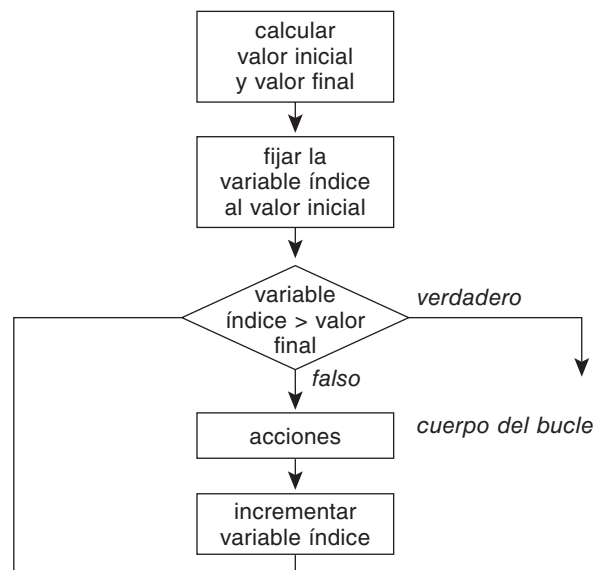 calcular
valor inicial
y valor final
fijar la
variable índice
al valor inicial
variable
índice > valor
final
verdadero
falso
acciones
cuerpo del bucle
incrementar
variable índice